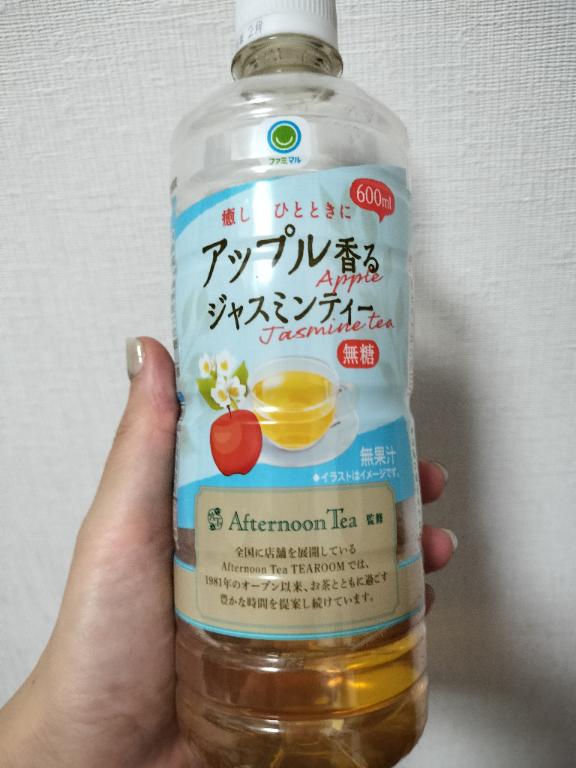 ファミマル
600ml
癒しのひとときに
アップル香る
Apple
ジャスミンティー
Jasmine tea
無糖
無果汁
◆イラストはイメージです。
Afternoon Tea 監修
全国に店舗を展開している
Afternoon Tea TEAROOMでは、
1981年のオープン以来、お茶とともに過ごす
豊かな時間を提案し続けています。